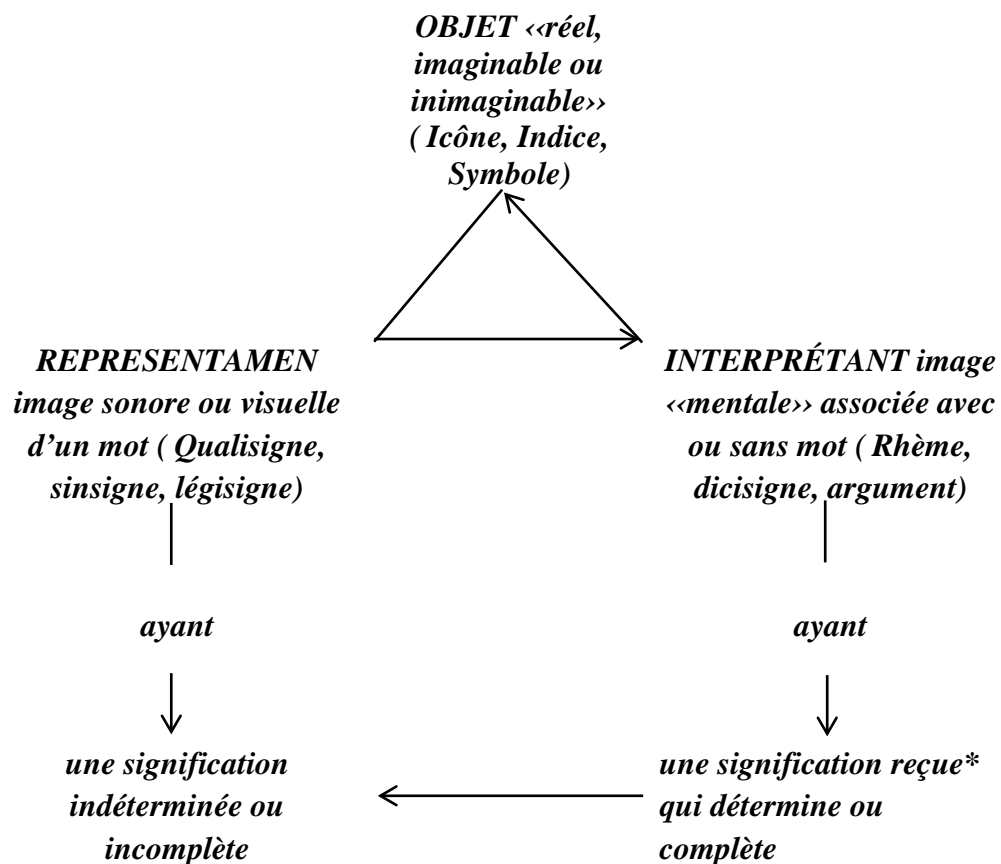 OBJET ‹‹réel,
imaginable ou
inimaginable››
( Icône, Indice,
Symbole)
REPRESENTAMEN
image sonore ou visuelle
d’un mot ( Qualisigne,
sinsigne, légisigne)
INTERPRÉTANT image
‹‹mentale›› associée avec
ou sans mot ( Rhème,
dicisigne, argument)
ayant
ayant
une signification
indéterminée ou
incomplète
une signification reçue*
qui détermine ou
complète